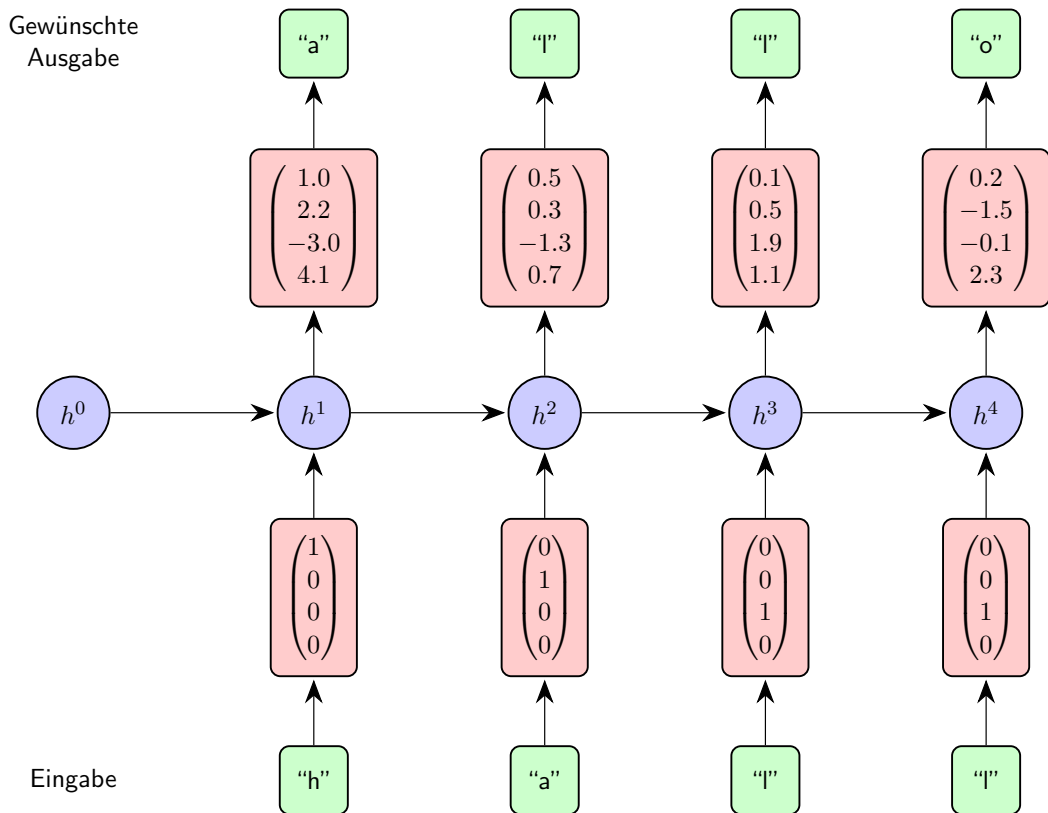 Gewünschte
Ausgabe
“a” “l” “l” “o”
1.0 0.5 0.1 0.2
2.2 0.3 0.5 −1.5
−3.0 −1.3 1.9 −0.1
4.1 0.7 1.1 2.3
h⁰ h¹ h² h³ h⁴
1 0 0 0
0 1 0 0
0 0 1 1
0 0 0 0
Eingabe “h” “a” “l” “l”